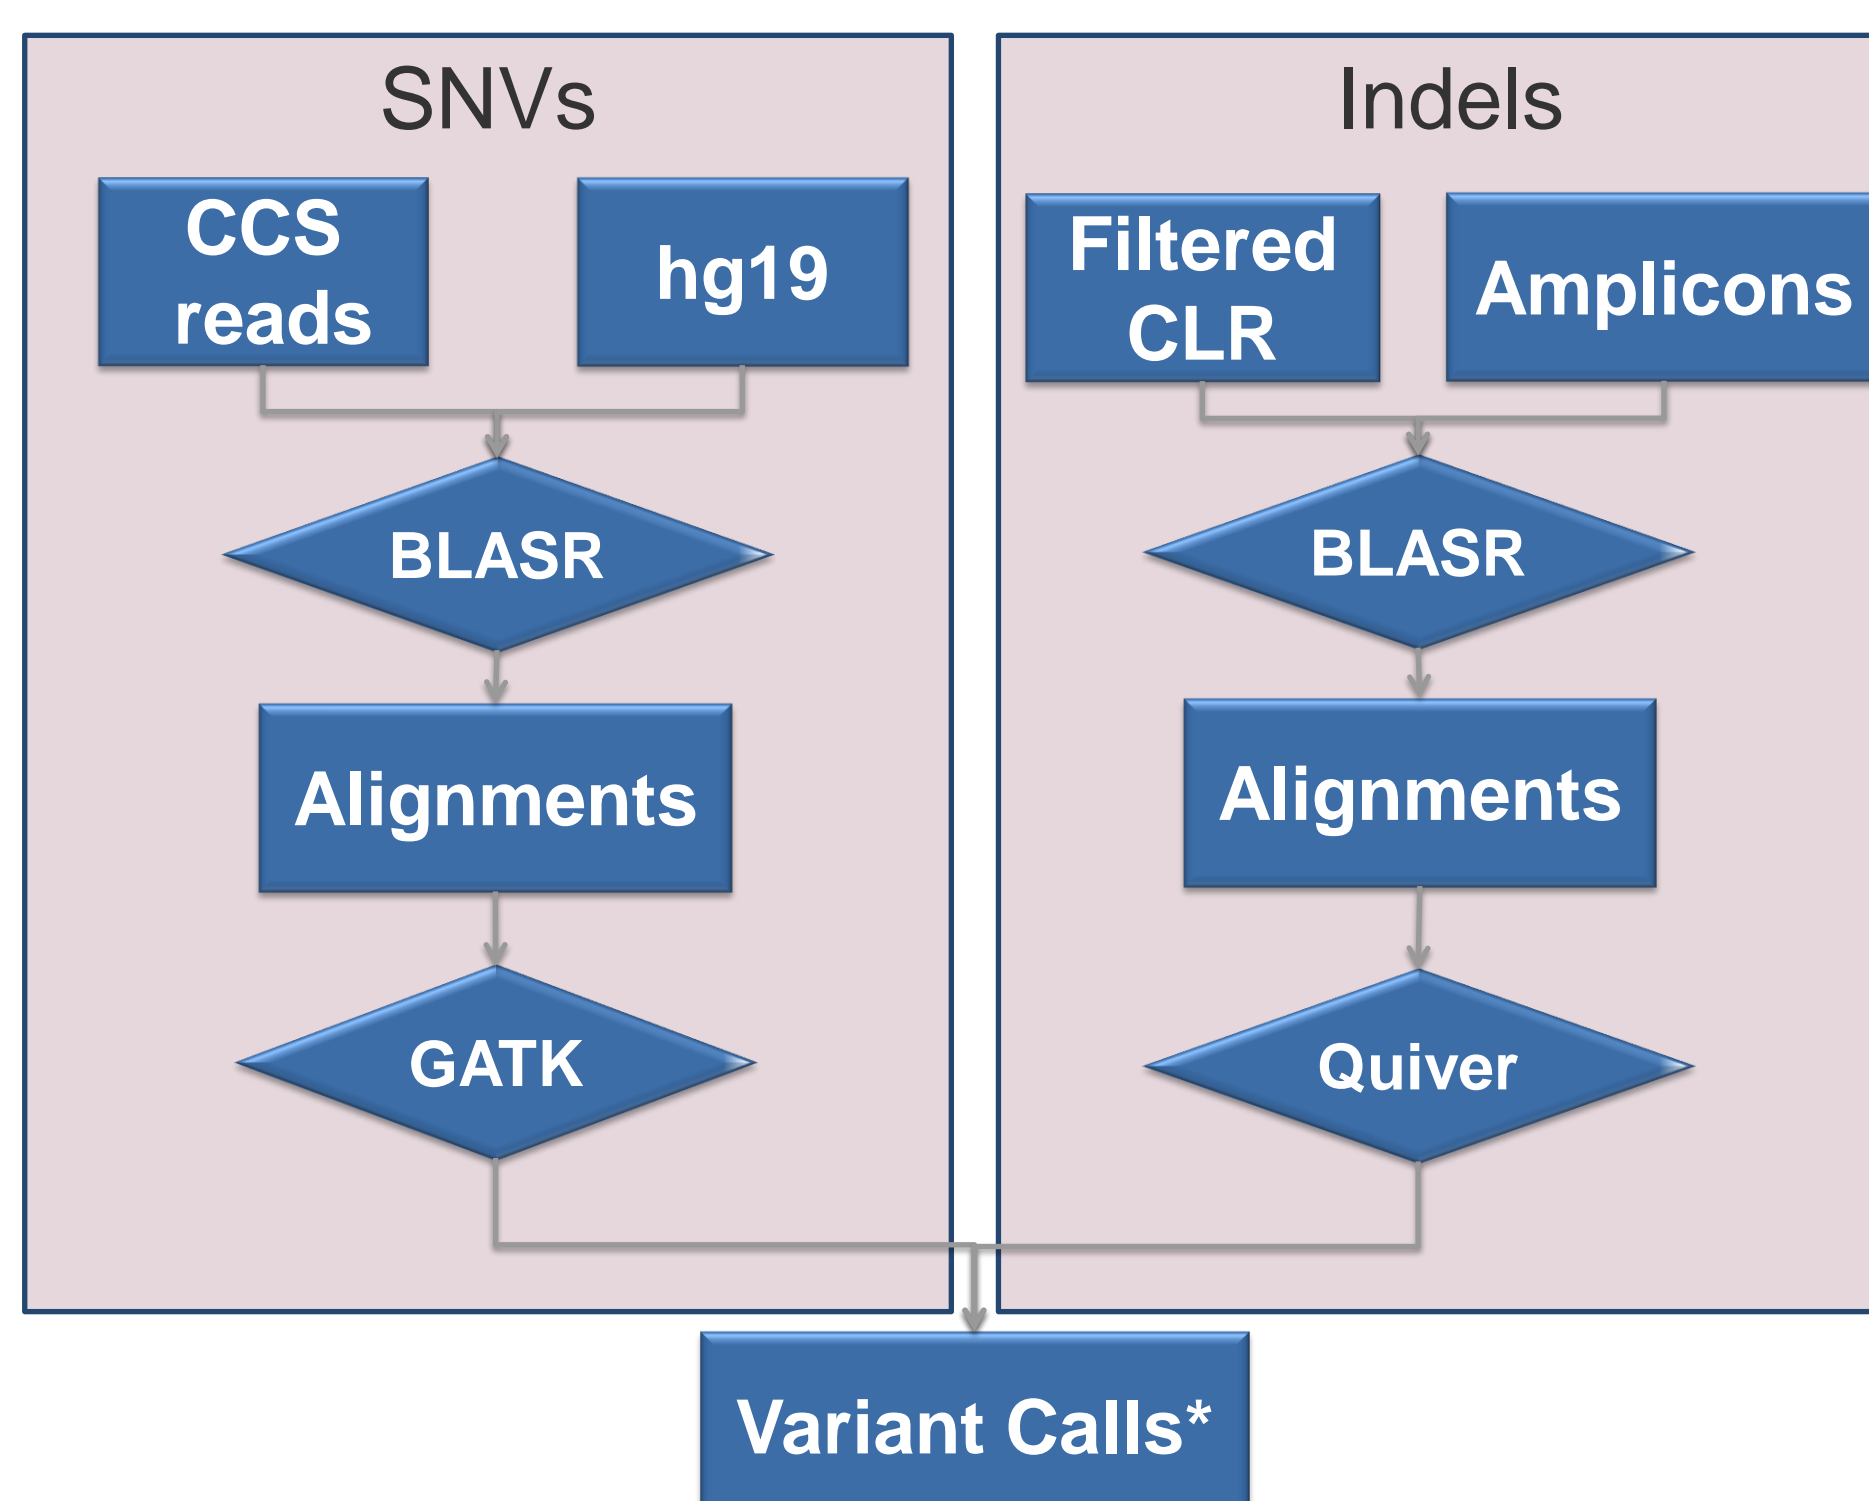 SNVs
CCS
reads
hg19
BLASR
Alignments
GATK
Indels
Filtered
CLR
Amplicons
BLASR
Alignments
Quiver
Variant Calls*